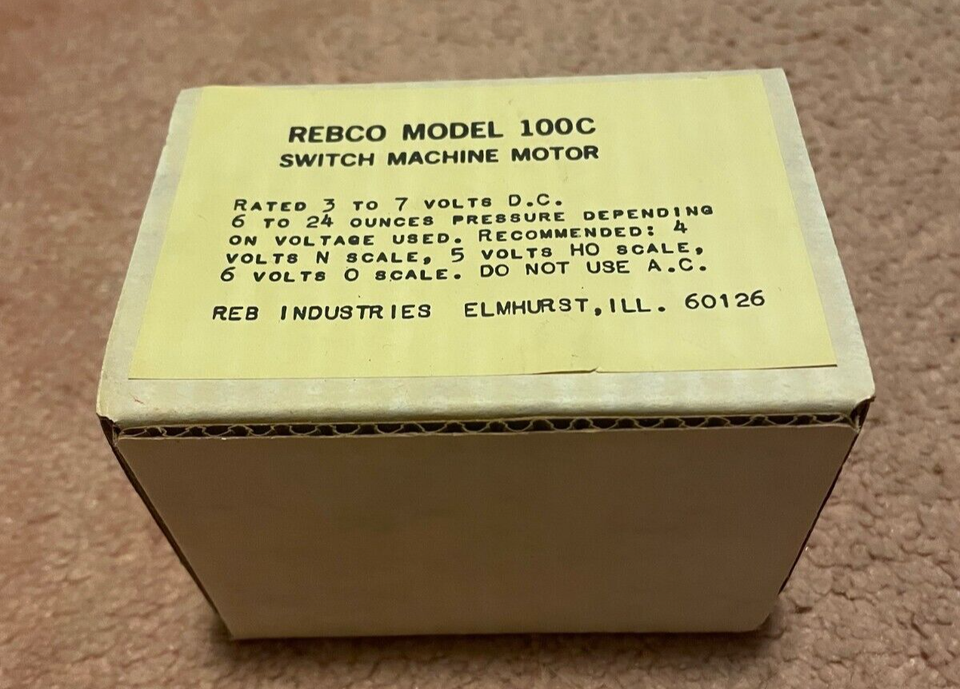 REBCO MODEL 100C
SWITCH MACHINE MOTOR
RATED 3 TO 7 VOLTS D.C.
6 TO 24 OUNCES PRESSURE DEPENDING
ON VOLTAGE USED. RECOMMENDED: 4
VOLTS N SCALE, 5 VOLTS HO SCALE,
6 VOLTS O SCALE. DO NOT USE A.C.
REB INDUSTRIES ELMHURST, ILL. 60126